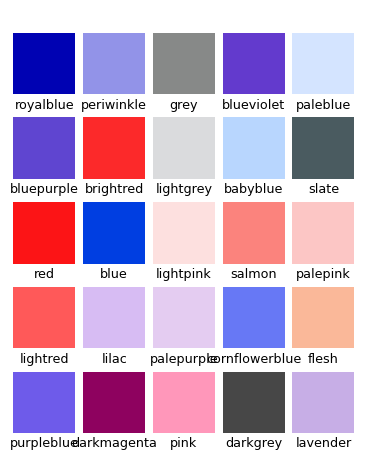 royalblue periwinkle grey blueviolet paleblue
bluepurple brightred lightgrey babyblue slate
red blue lightpink salmon palepink
lightred lilac palepurple cornflowerblue flesh
purpleblue darkmagenta pink darkgrey lavender